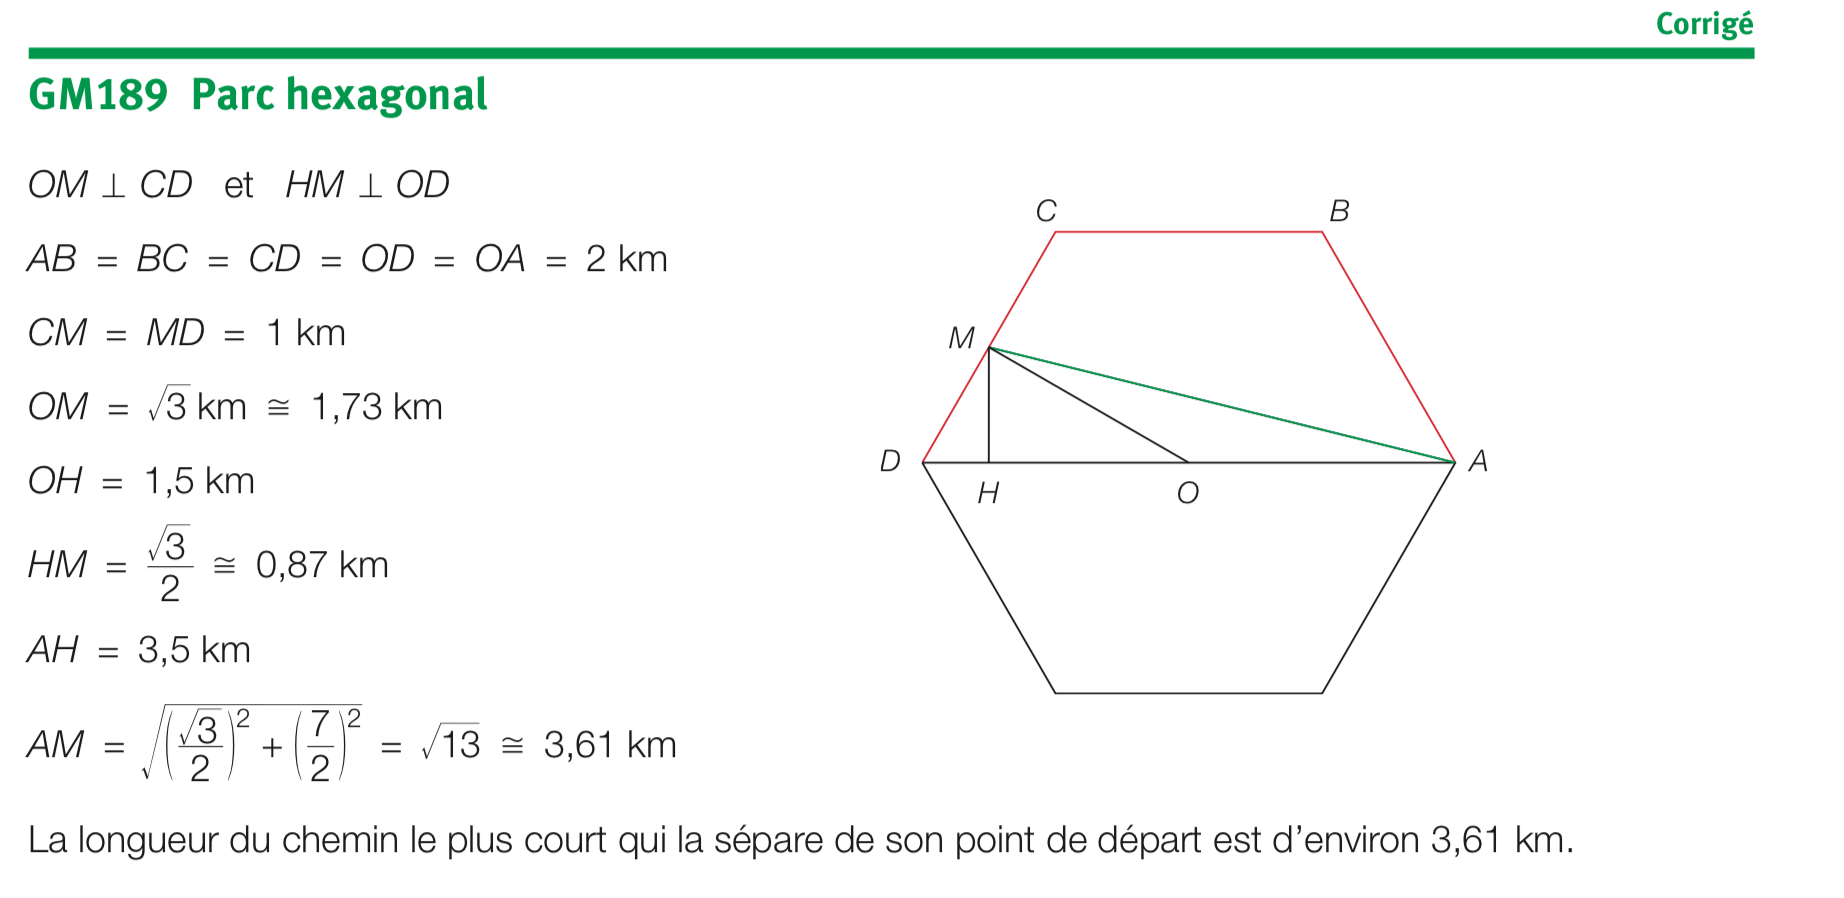 Corrigé
GM189 Parc hexagonal
OM ⊥ CD et HM ⊥ OD
AB = BC = CD = OD = OA = 2 km
CM = MD = 1 km
OM = √3 km ≅ 1,73 km
OH = 1,5 km
HM = √3/2 ≅ 0,87 km
AH = 3,5 km
AM = √((√3/2)² + (7/2)²) = √13 ≅ 3,61 km
C B
M
D A
H O
La longueur du chemin le plus court qui la sépare de son point de départ est d’environ 3,61 km.